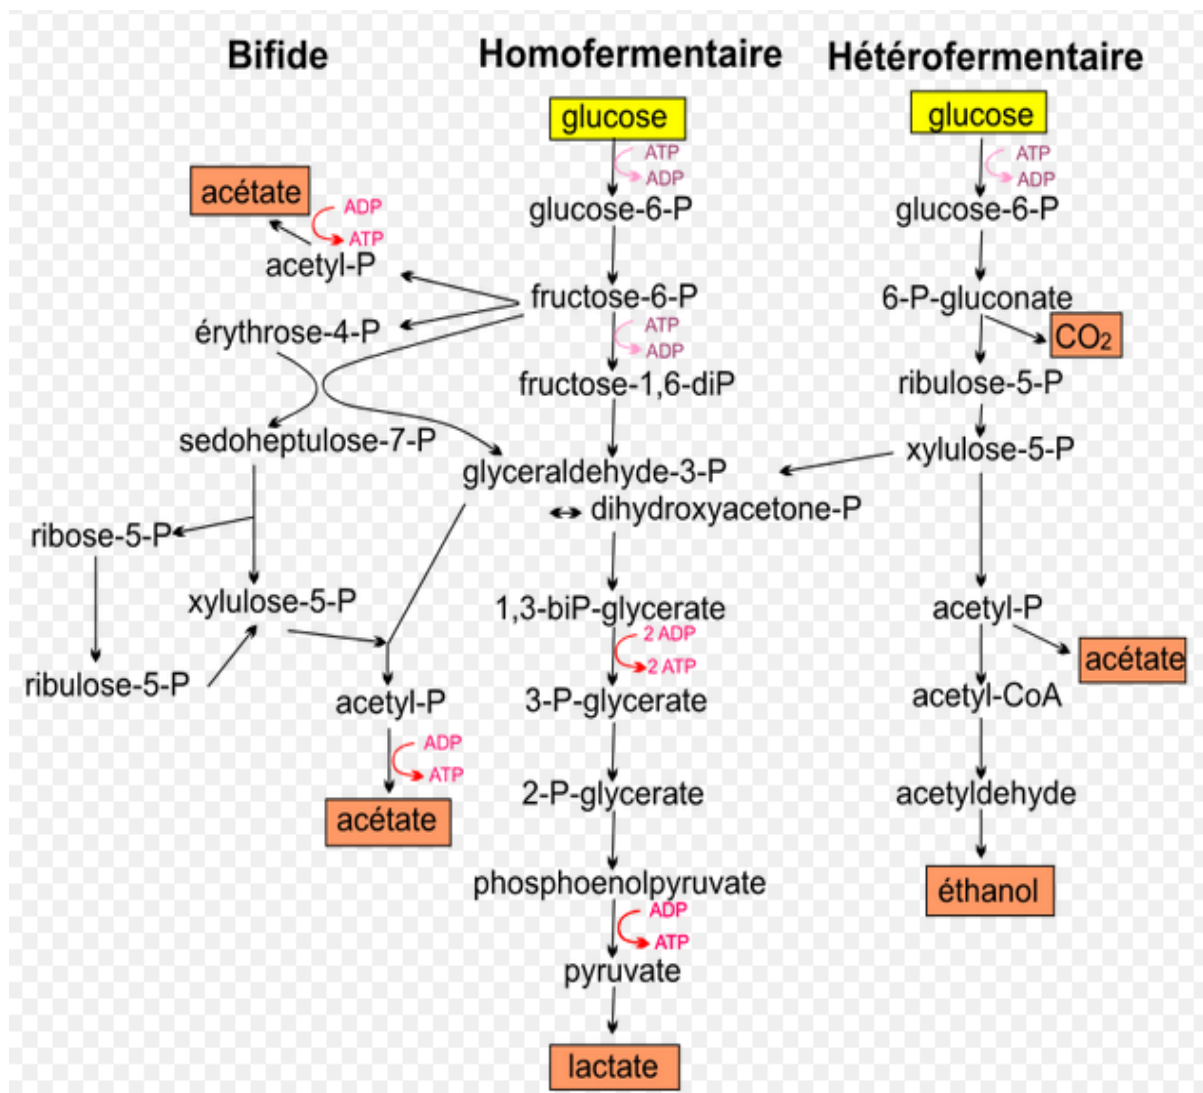 Bifide
Homofermentaire
Hétérofermentaire
glucose
ATP
ADP
glucose-6-P
fructose-6-P
ATP
ADP
fructose-1,6-diP
glyceraldehyde-3-P
dihydroxyacetone-P
1,3-biP-glycerate
2 ADP
2 ATP
3-P-glycerate
2-P-glycerate
phosphoenolpyruvate
ADP
ATP
pyruvate
lactate
acétate
ADP
ATP
acetyl-P
érythrose-4-P
sedoheptulose-7-P
ribose-5-P
xylulose-5-P
ribulose-5-P
acetyl-P
ADP
ATP
acétate
glucose
ATP
ADP
glucose-6-P
6-P-gluconate
CO₂
ribulose-5-P
xylulose-5-P
acetyl-P
acétate
acetyl-CoA
acetyldehyde
éthanol